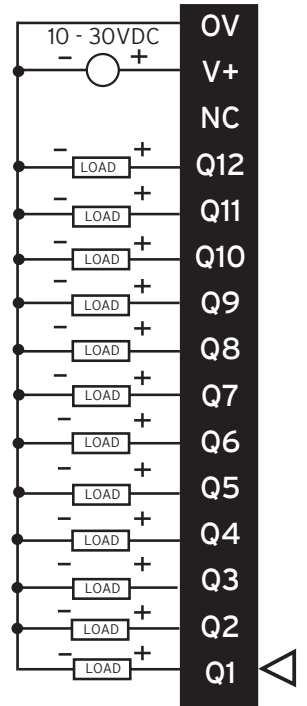 0V
10 - 30VDC
– +
V+
NC
– +
LOAD
Q12
– +
LOAD
Q11
– +
LOAD
Q10
– +
LOAD
Q9
– +
LOAD
Q8
– +
LOAD
Q7
– +
LOAD
Q6
– +
LOAD
Q5
– +
LOAD
Q4
– +
LOAD
Q3
– +
LOAD
Q2
– +
LOAD
Q1